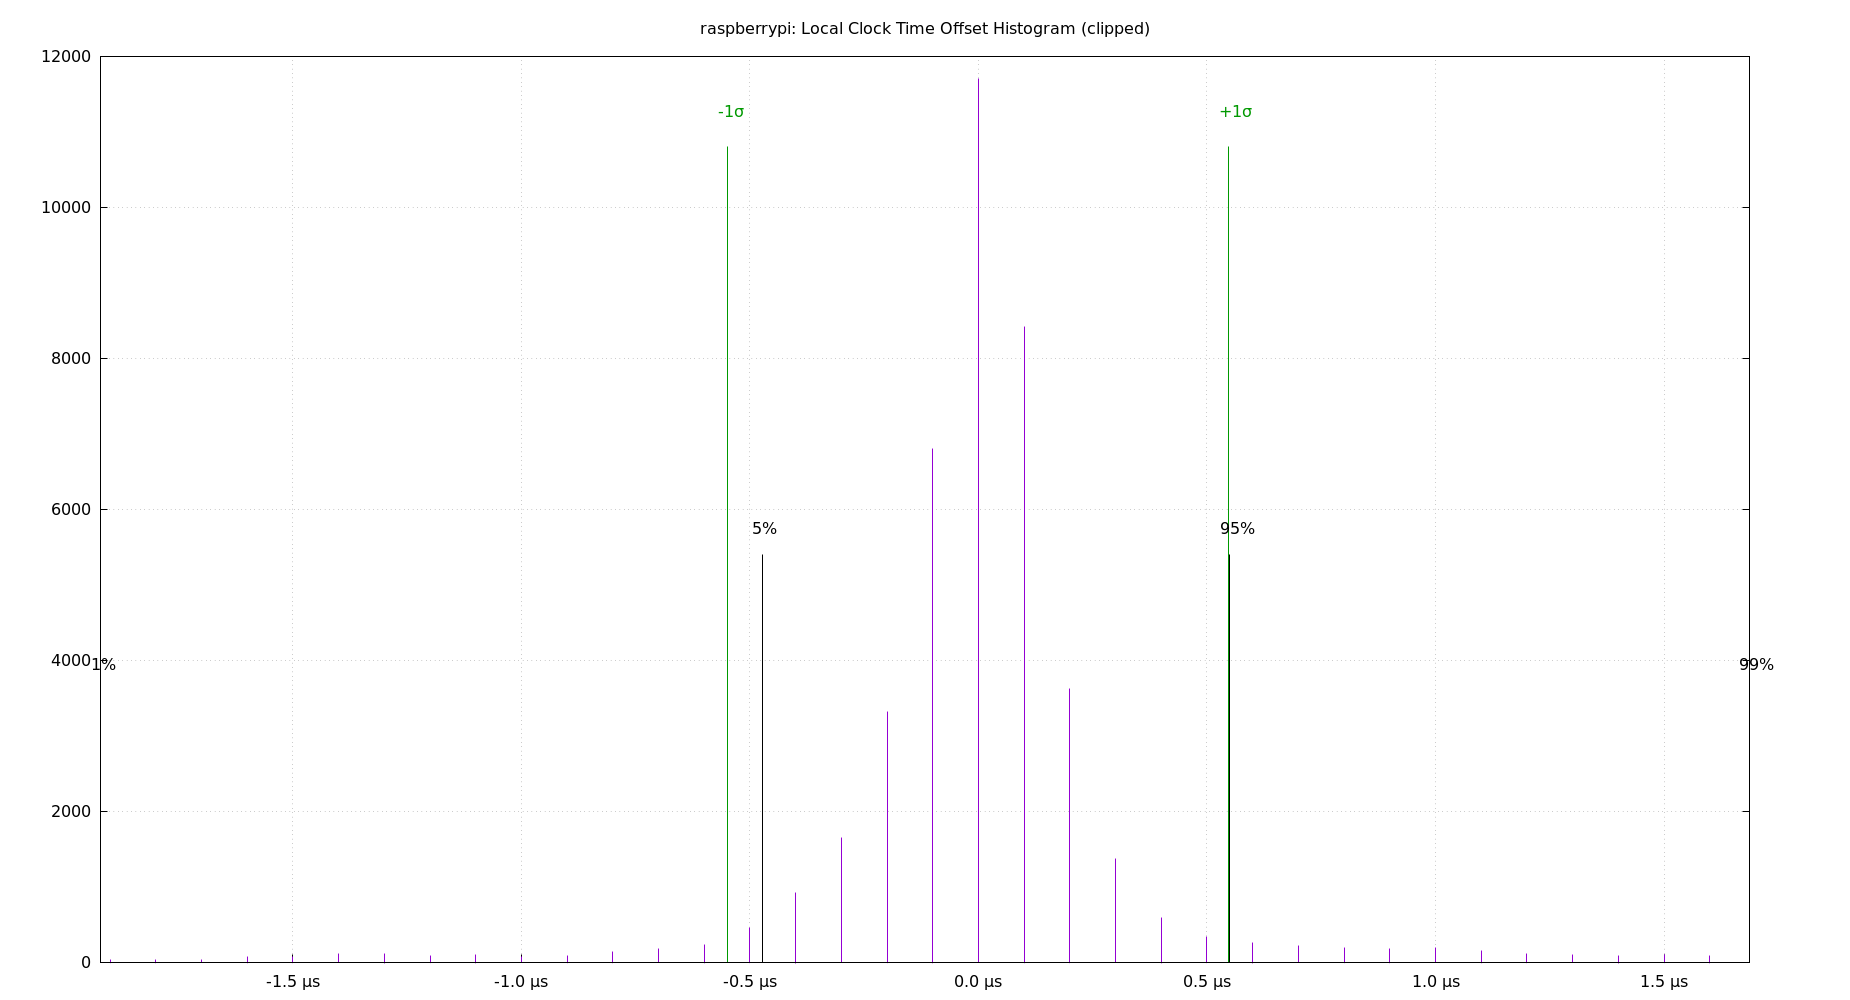 raspberrypi: Local Clock Time Offset Histogram (clipped)
12000
-1σ +1σ
10000
8000
6000
5% 95%
4000 1% 99%
2000
0
-1.5 μs -1.0 μs -0.5 μs 0.0 μs 0.5 μs 1.0 μs 1.5 μs